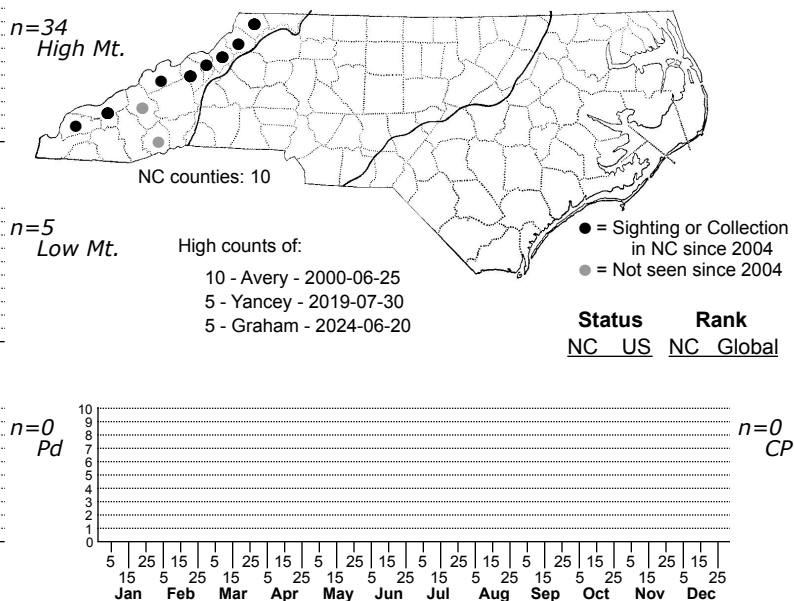 n=34
High Mt.
NC counties: 10
n=5
Low Mt.
High counts of:
10 - Avery - 2000-06-25
5 - Yancey - 2019-07-30
5 - Graham - 2024-06-20
= Sighting or Collection
in NC since 2004
= Not seen since 2004
Status Rank
NC US NC Global
n=0
Pd
10
9
8
7
6
5
4
3
2
1
0
n=0
CP
5 25 15 5 25 15 5 25 15 5 25 15 5 25 15 5 25 15
15 5 25 15 5 25 15 5 25 15 5 25 15 5 25 15 5 25
Jan Feb Mar Apr May Jun Jul Aug Sep Oct Nov Dec